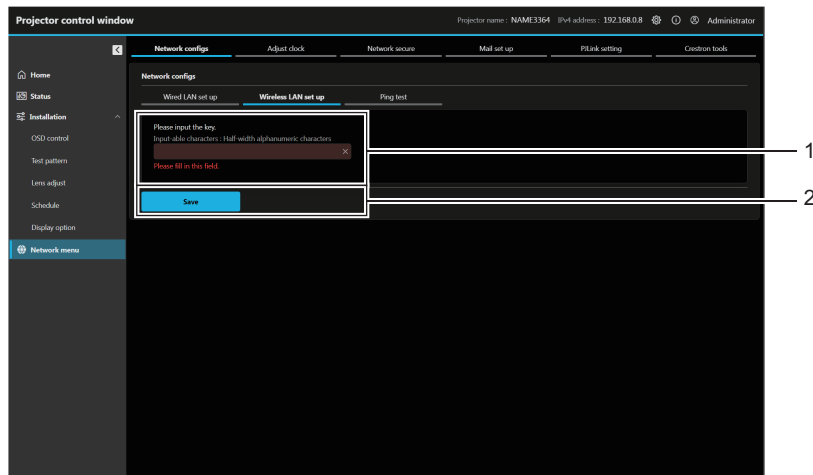 Projector control window
Projector name : NAME3364 IPv4 address : 192.168.0.8 Administrator
Network configs Adjust clock Network secure Mail set up PJLink setting Crestron tools
Home
Status
Installation
OSD control
Test pattern
Lens adjust
Schedule
Display option
Network menu
Network configs
Wired LAN set up Wireless LAN set up Ping test
Please input the key.
Input-able characters : Half-width alphanumeric characters
Please fill in this field.
Save
1
2